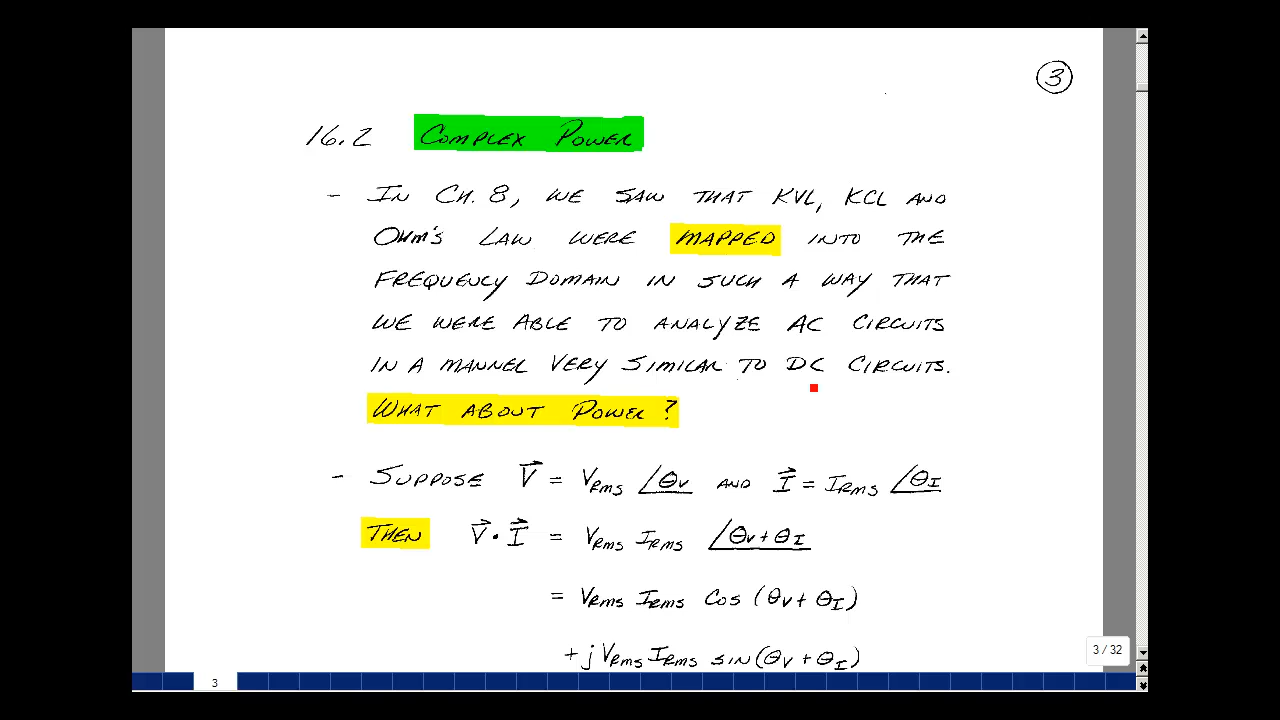 3
16.2 COMPLEX POWER
- IN CH. 8, WE SAW THAT KVL, KCL AND
OHM'S LAW WERE MAPPED INTO THE
FREQUENCY DOMAIN IN SUCH A WAY THAT
WE WERE ABLE TO ANALYZE AC CIRCUITS
IN A MANNEL VERY SIMILAR TO DC CIRCUITS.
WHAT ABOUT POWER?
- SUPPOSE V⃗ = VRMS ∠θV AND I⃗ = IRMS ∠θI
THEN V⃗ · I⃗ = VRMS IRMS ∠θV + θI
= VRMS IRMS COS (θV + θI)
+ j VRMS IRMS SIN (θV + θI)
3 / 32
3